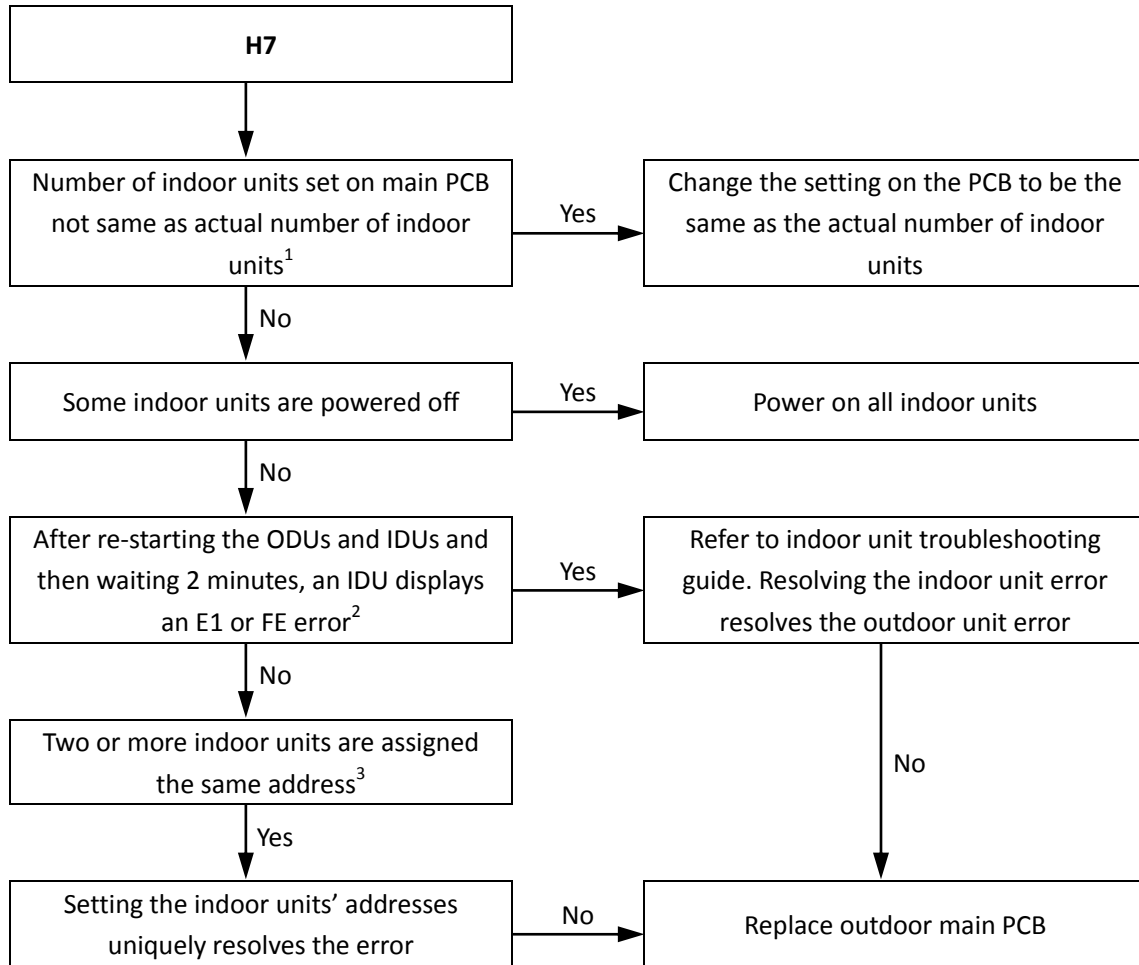 H7
Number of indoor units set on main PCB
not same as actual number of indoor
units1
Yes
Change the setting on the PCB to be the
same as the actual number of indoor
units
No
Some indoor units are powered off
Yes
Power on all indoor units
No
After re-starting the ODUs and IDUs and
then waiting 2 minutes, an IDU displays
an E1 or FE error2
Yes
Refer to indoor unit troubleshooting
guide. Resolving the indoor unit error
resolves the outdoor unit error
No
Two or more indoor units are assigned
the same address3
No
Yes
Setting the indoor units’ addresses
uniquely resolves the error
No
Replace outdoor main PCB